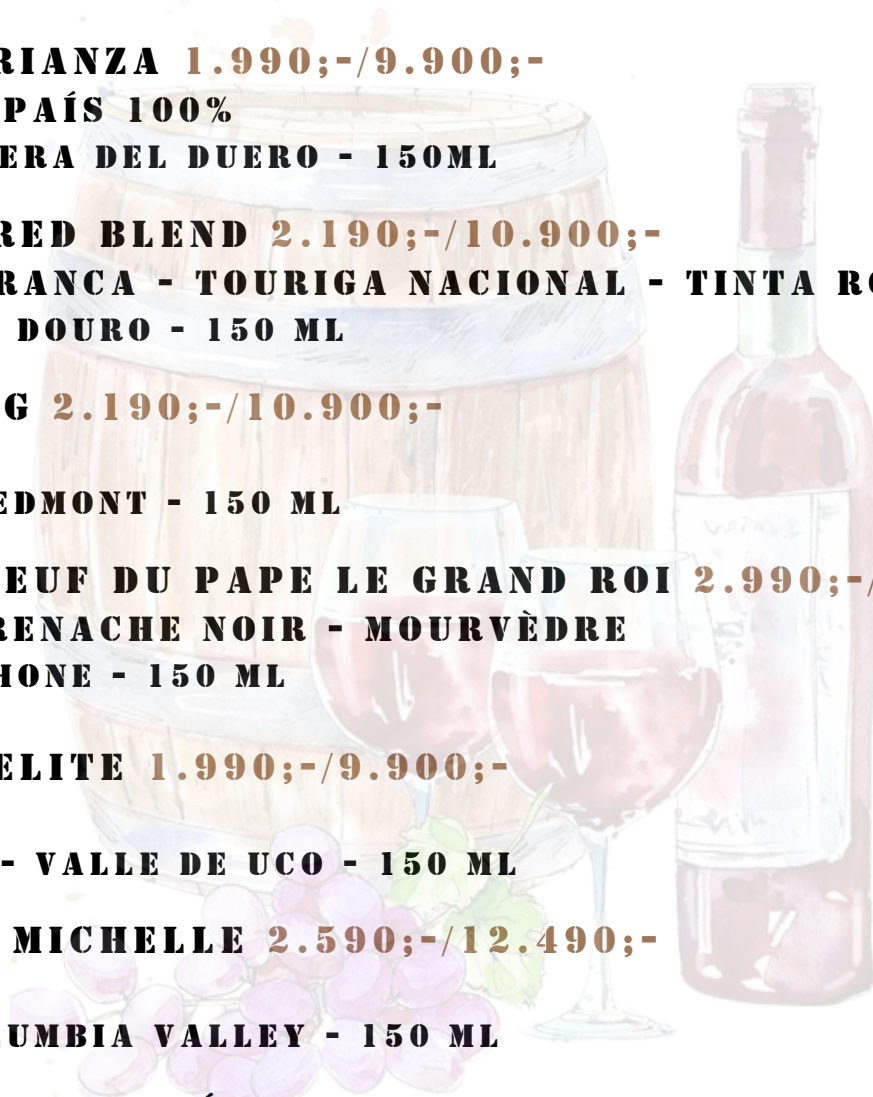 RIANZA 1.990;-/9.900;-
PAÍS 100%
ERA DEL DUERO - 150ML
RED BLEND 2.190;-/10.900;-
RANCA - TOURIGA NACIONAL - TINTA RO
DOURO - 150 ML
G 2.190;-/10.900;-
EDMONT - 150 ML
EUF DU PAPE LE GRAND ROI 2.990;-/
RENACHE NOIR - MOURVÈDRE
HONE - 150 ML
ELITE 1.990;-/9.900;-
- VALLE DE UCO - 150 ML
MICHELLE 2.590;-/12.490;-
UMBIA VALLEY - 150 ML